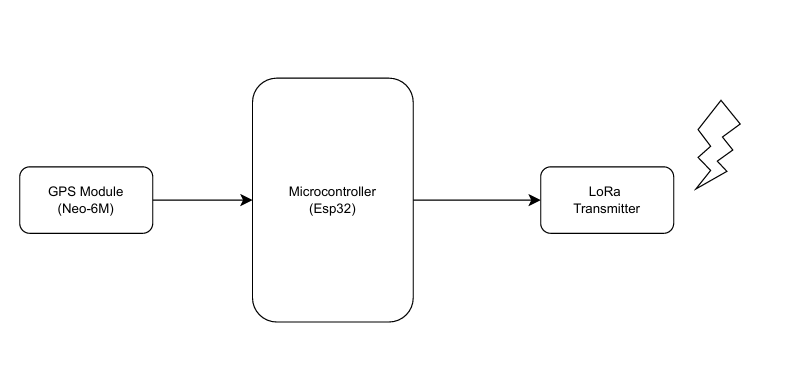 GPS Module
(Neo-6M)
Microcontroller
(Esp32)
LoRa
Transmitter